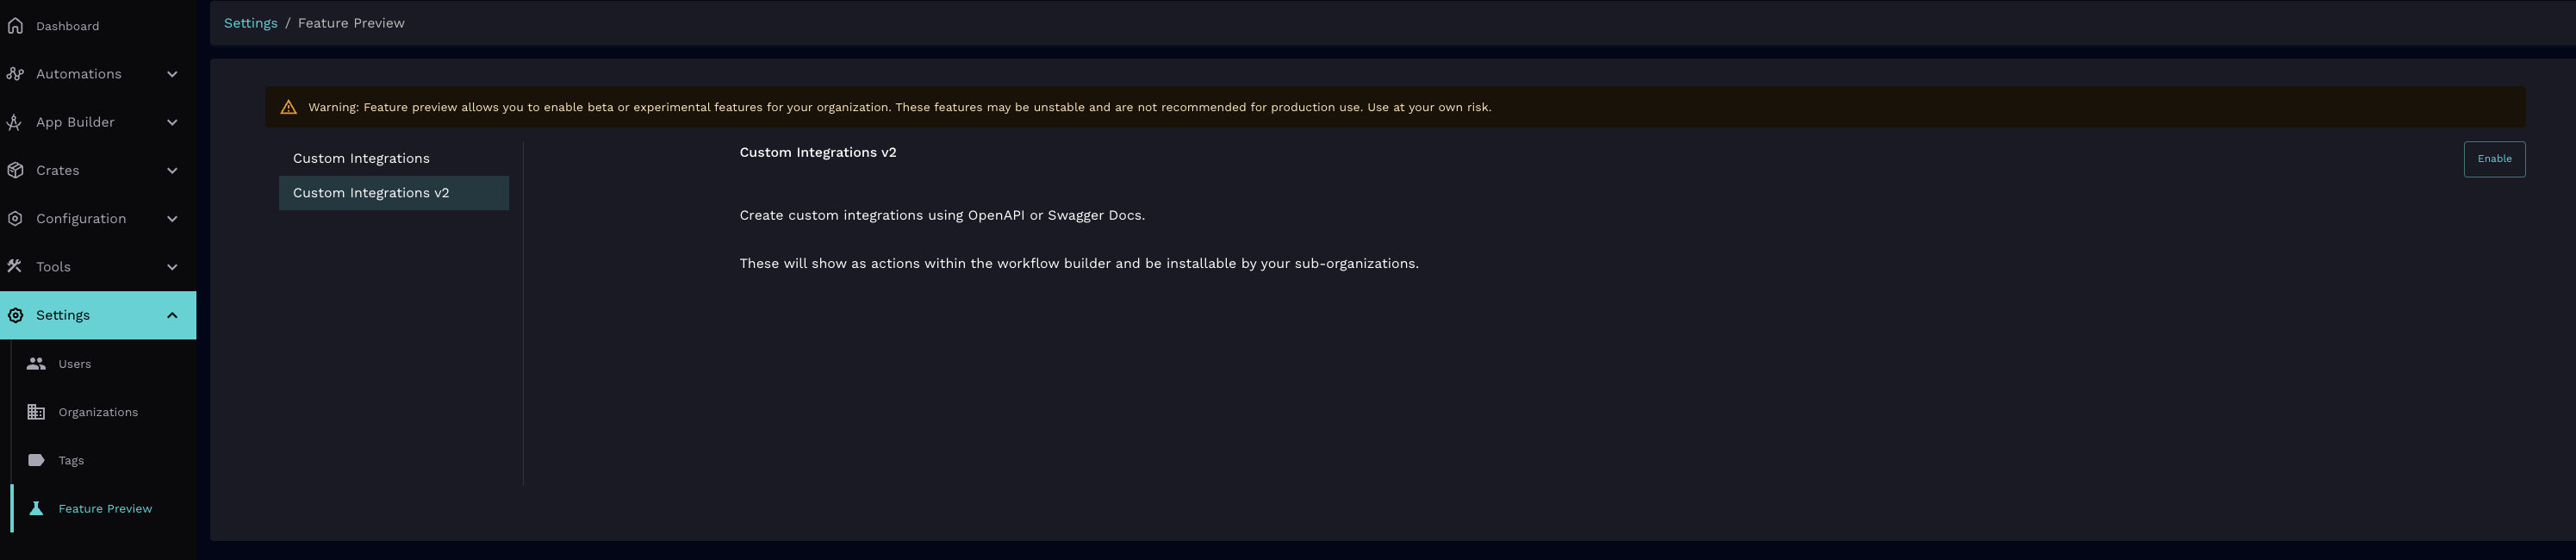 Dashboard
Automations
App Builder
Crates
Configuration
Tools
Settings
Users
Organizations
Tags
Feature Preview
Settings / Feature Preview
Warning: Feature preview allows you to enable beta or experimental features for your organization. These features may be unstable and are not recommended for production use. Use at your own risk.
Custom Integrations
Custom Integrations v2
Custom Integrations v2
Enable
Create custom integrations using OpenAPI or Swagger Docs.
These will show as actions within the workflow builder and be installable by your sub-organizations.